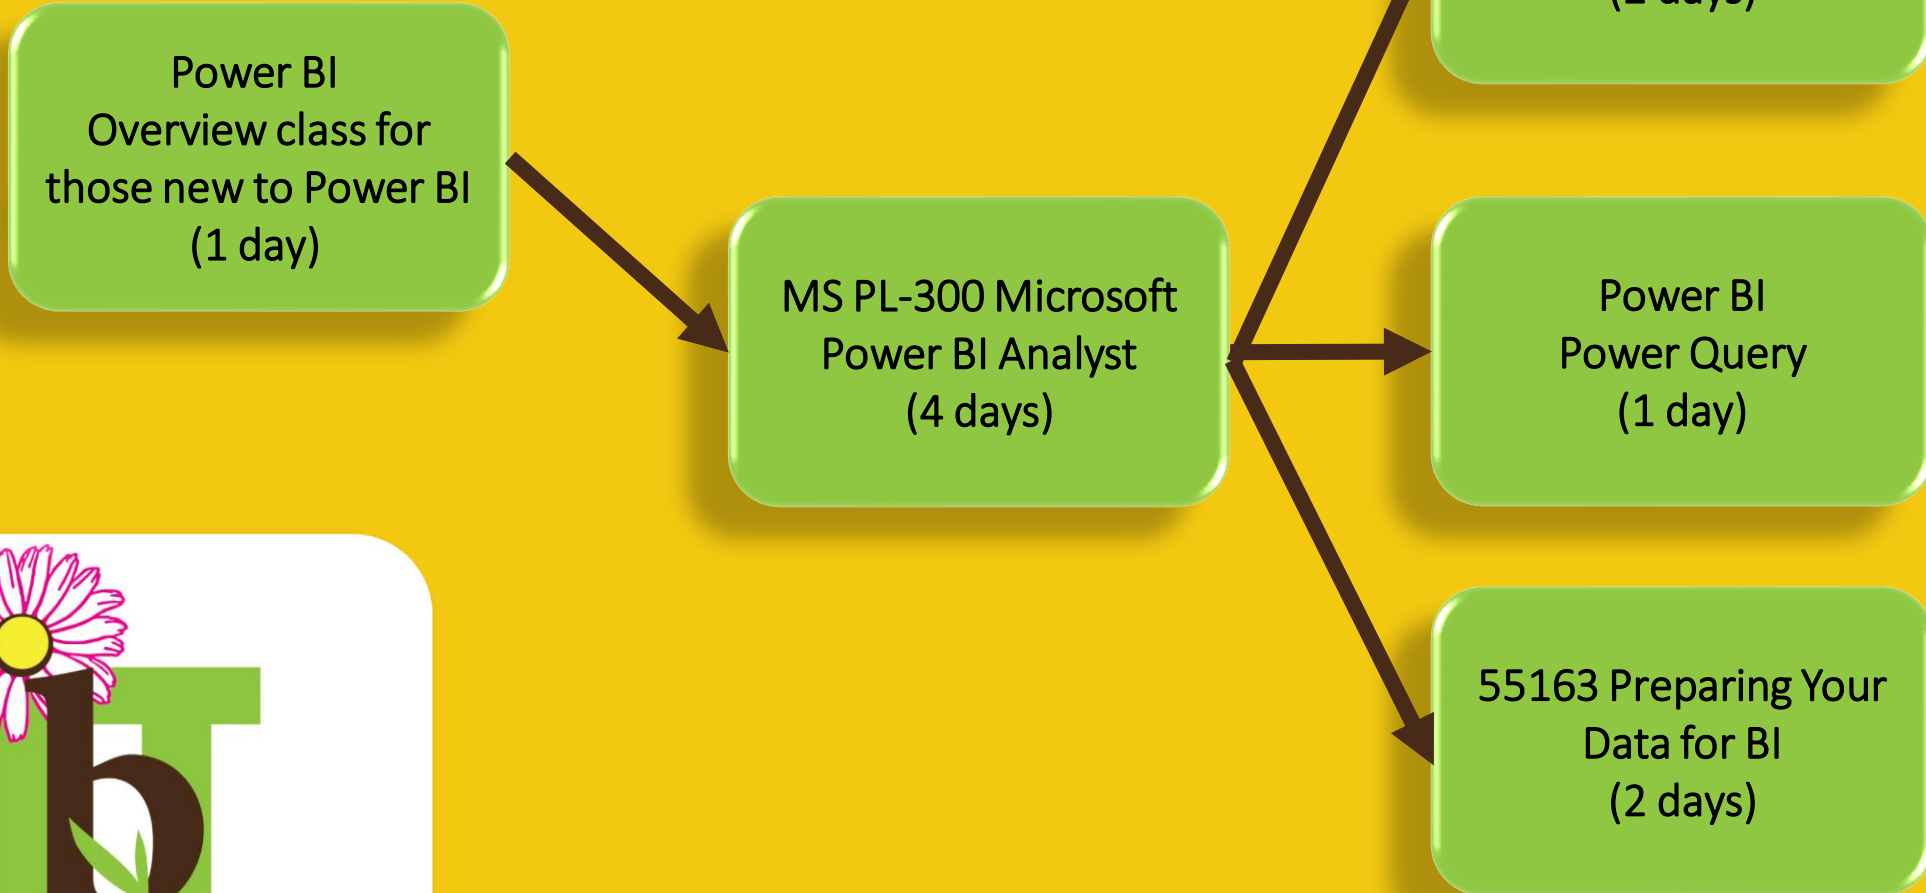 Power BI
Overview class for
those new to Power BI
(1 day)
MS PL-300 Microsoft
Power BI Analyst
(4 days)
days)
Power BI
Power Query
(1 day)
55163 Preparing Your
Data for BI
(2 days)